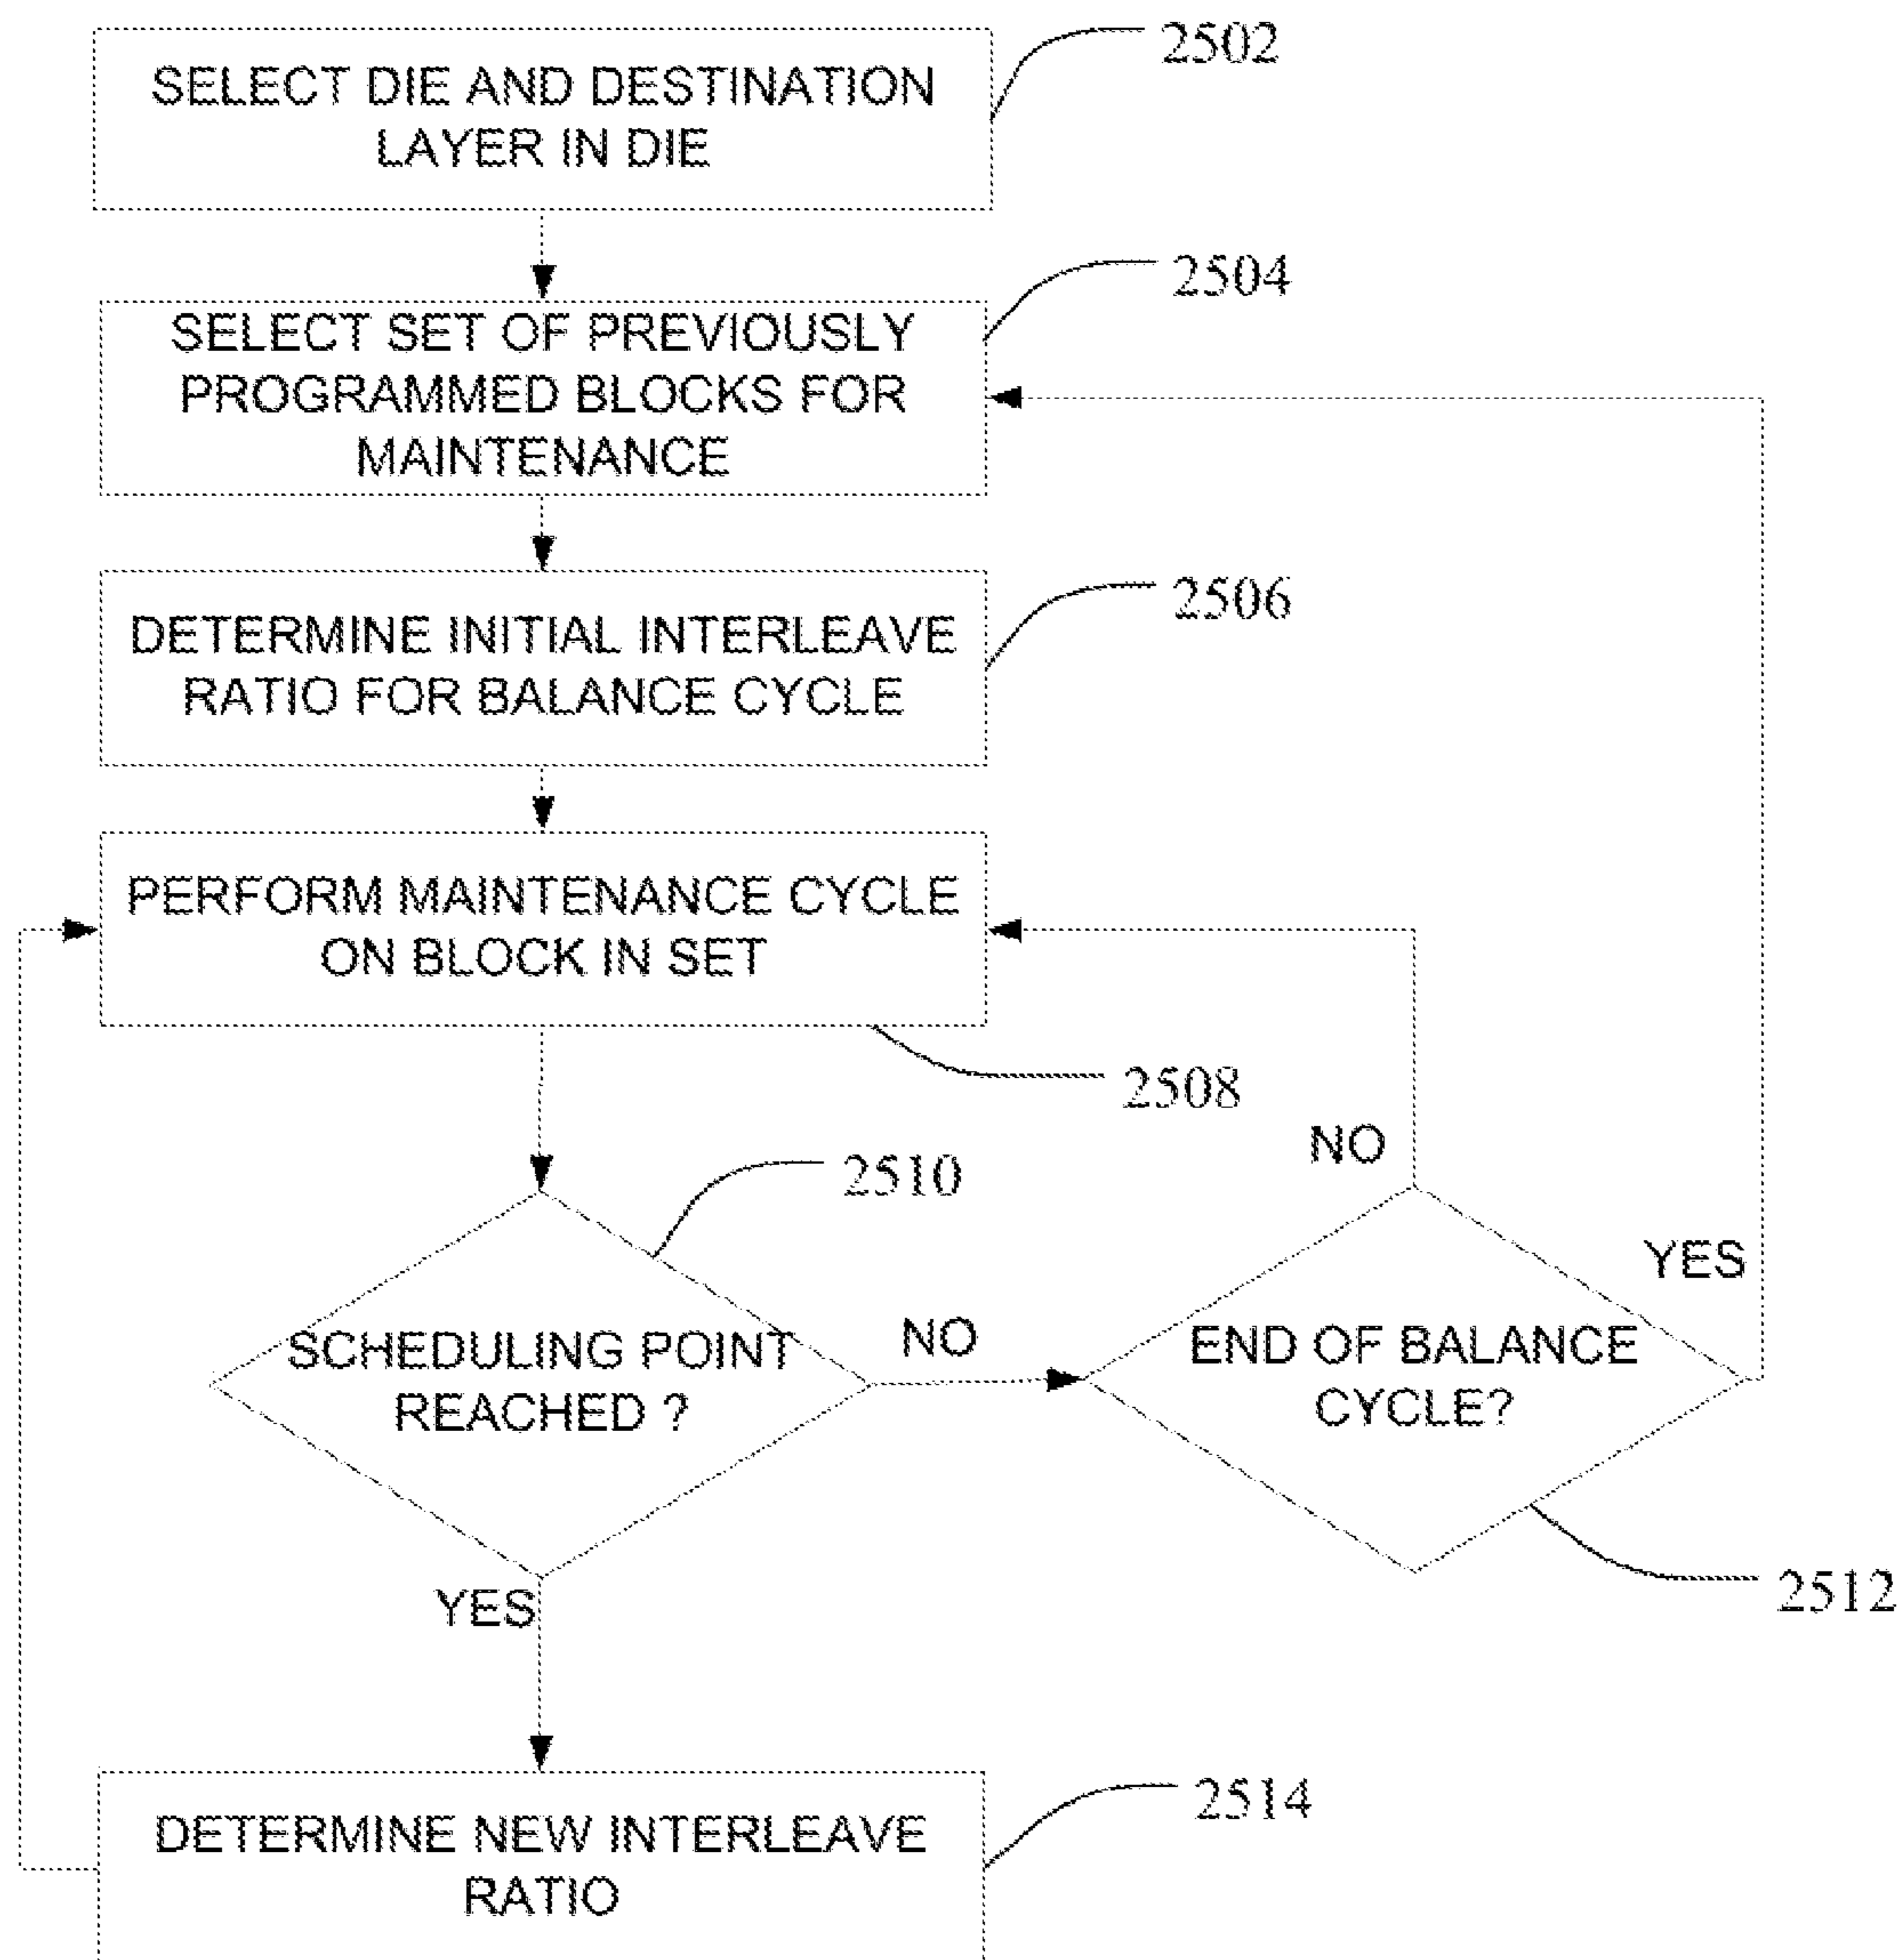 2502
SELECT DIE AND DESTINATION
LAYER IN DIE
2504
SELECT SET OF PREVIOUSLY
PROGRAMMED BLOCKS FOR
MAINTENANCE
2506
DETERMINE INITIAL INTERLEAVE
RATIO FOR BALANCE CYCLE
PERFORM MAINTENANCE CYCLE
ON BLOCK IN SET
2508
NO
2510
YES
SCHEDULING POINT
REACHED ?
NO
END OF BALANCE
CYCLE?
YES
2512
2514
DETERMINE NEW INTERLEAVE
RATIO